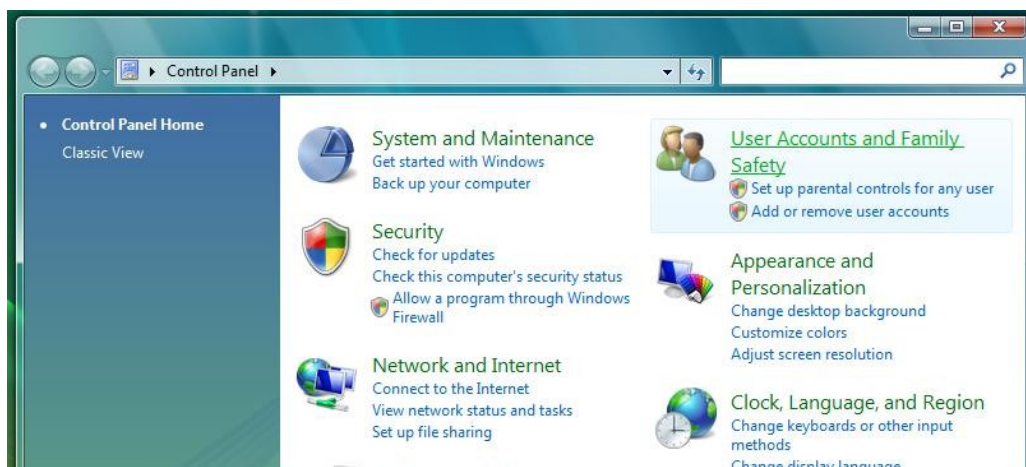 Control Panel
Control Panel Home
Classic View
System and Maintenance
Get started with Windows
Back up your computer
Security
Check for updates
Check this computer's security status
Allow a program through Windows
Firewall
Network and Internet
Connect to the Internet
View network status and tasks
Set up file sharing
User Accounts and Family
Safety
Set up parental controls for any user
Add or remove user accounts
Appearance and
Personalization
Change desktop background
Customize colors
Adjust screen resolution
Clock, Language, and Region
Change keyboards or other input
methods
Change display language